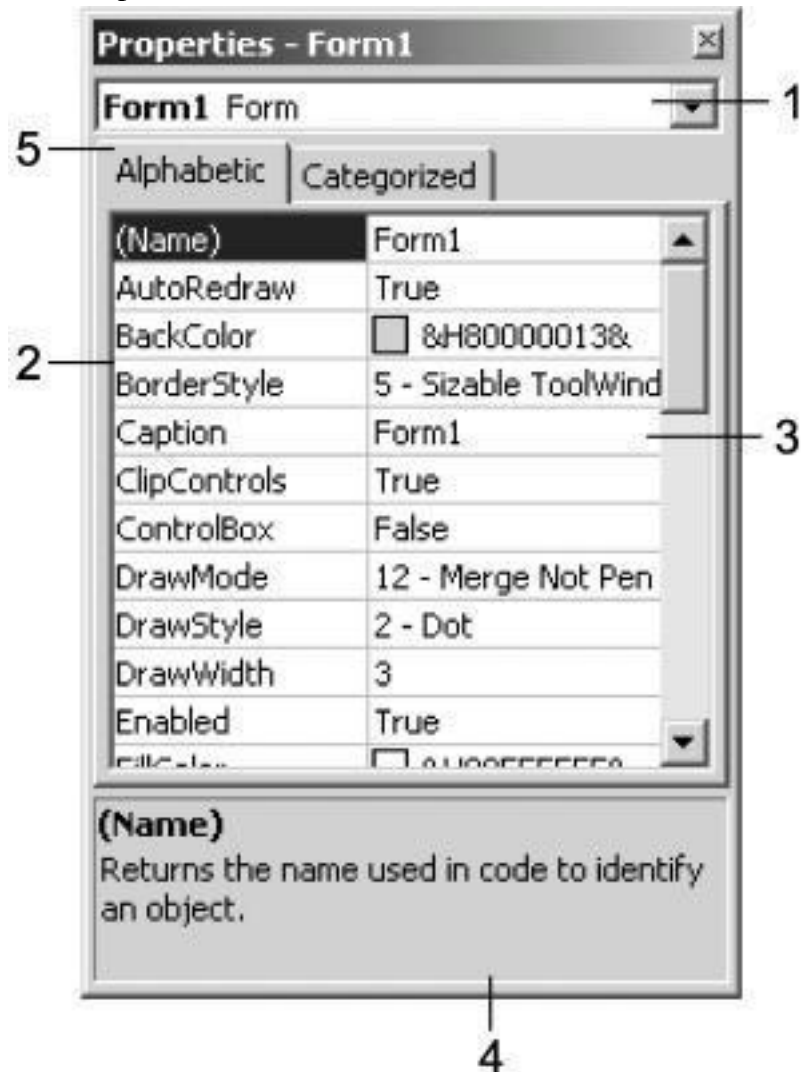 Properties - Form1
Form1 Form
1
5
Alphabetic Categorized
(Name) Form1
AutoRedraw True
BackColor &H80000013&
2
BorderStyle 5 - Sizable ToolWind
Caption Form1
3
ClipControls True
ControlBox False
DrawMode 12 - Merge Not Pen
DrawStyle 2 - Dot
DrawWidth 3
Enabled True
(Name)
Returns the name used in code to identify
an object.
4